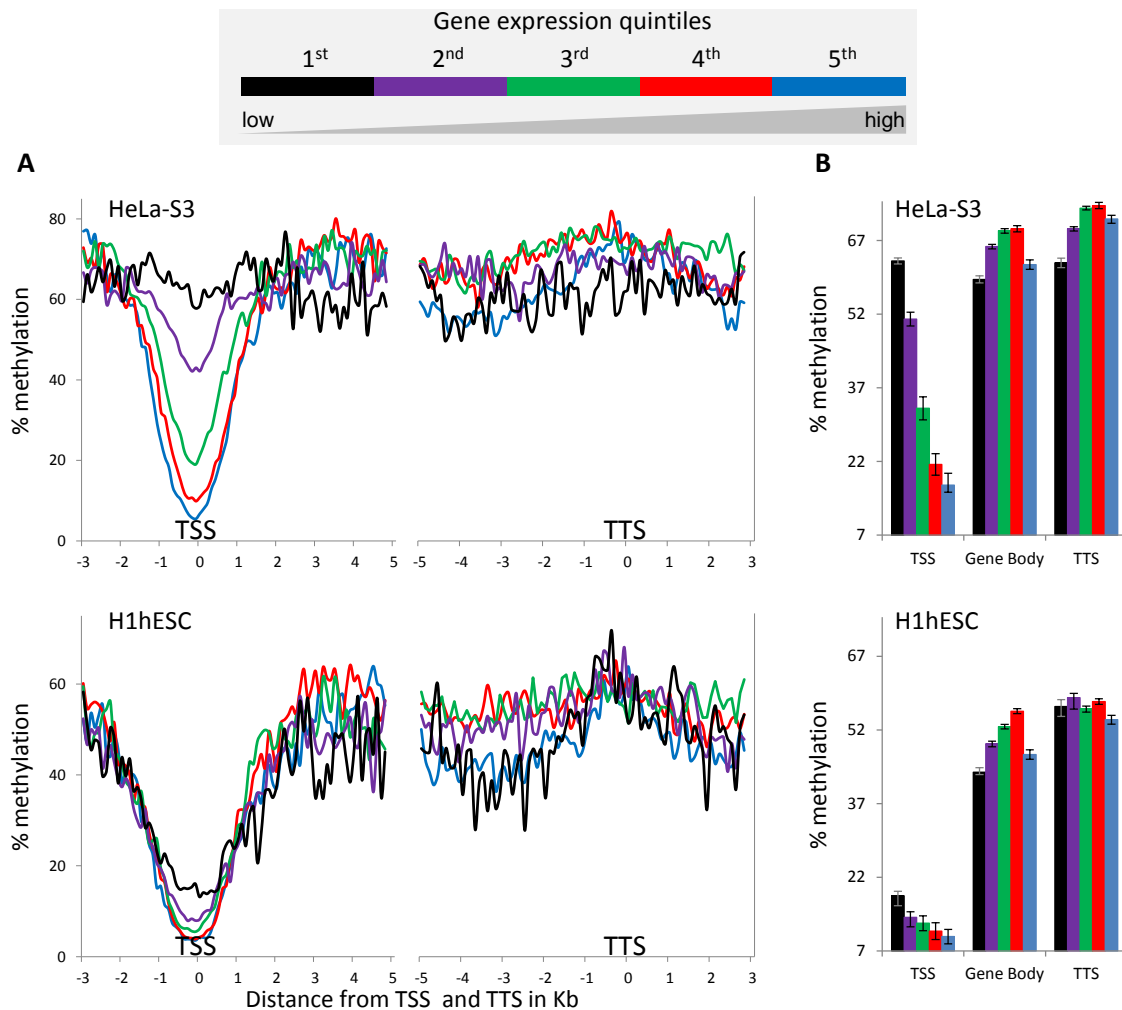 Gene expression quintiles
1st 2nd 3rd 4th 5th
low high
A
HeLa-S3
% methylation
80
60
40
20
0
TSS TTS
-3 -2 -1 0 1 2 3 4 5 -5 -4 -3 -2 -1 0 1 2 3
H1hESC
% methylation
60
40
20
0
TSS TTS
-3 -2 -1 0 1 2 3 4 5 -5 -4 -3 -2 -1 0 1 2 3
Distance from TSS and TTS in Kb
B
HeLa-S3
% methylation
67
52
37
22
7
TSS Gene Body TTS
H1hESC
% methylation
67
52
37
22
7
TSS Gene Body TTS